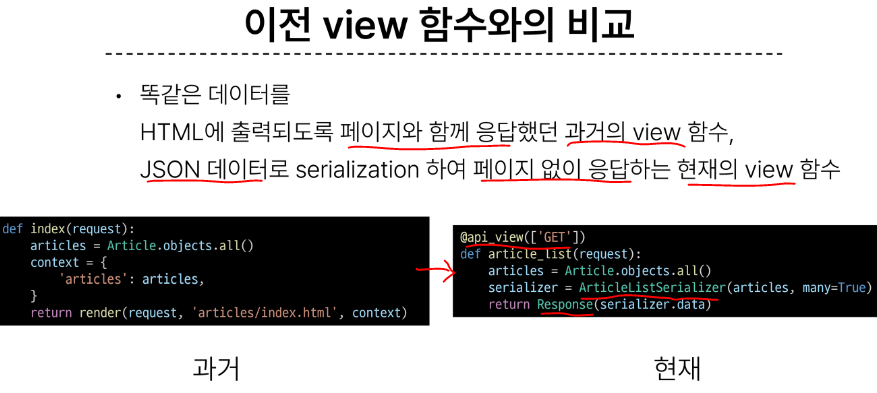 이전 view 함수와의 비교
• 똑같은 데이터를
HTML에 출력되도록 페이지와 함께 응답했던 과거의 view 함수,
JSON 데이터로 serialization 하여 페이지 없이 응답하는 현재의 view 함수
def index(request):
    articles = Article.objects.all()
    context = {
        'articles': articles,
    }
    return render(request, 'articles/index.html', context)
과거
@api_view(['GET'])
def article_list(request):
    articles = Article.objects.all()
    serializer = ArticleListSerializer(articles, many=True)
    return Response(serializer.data)
현재